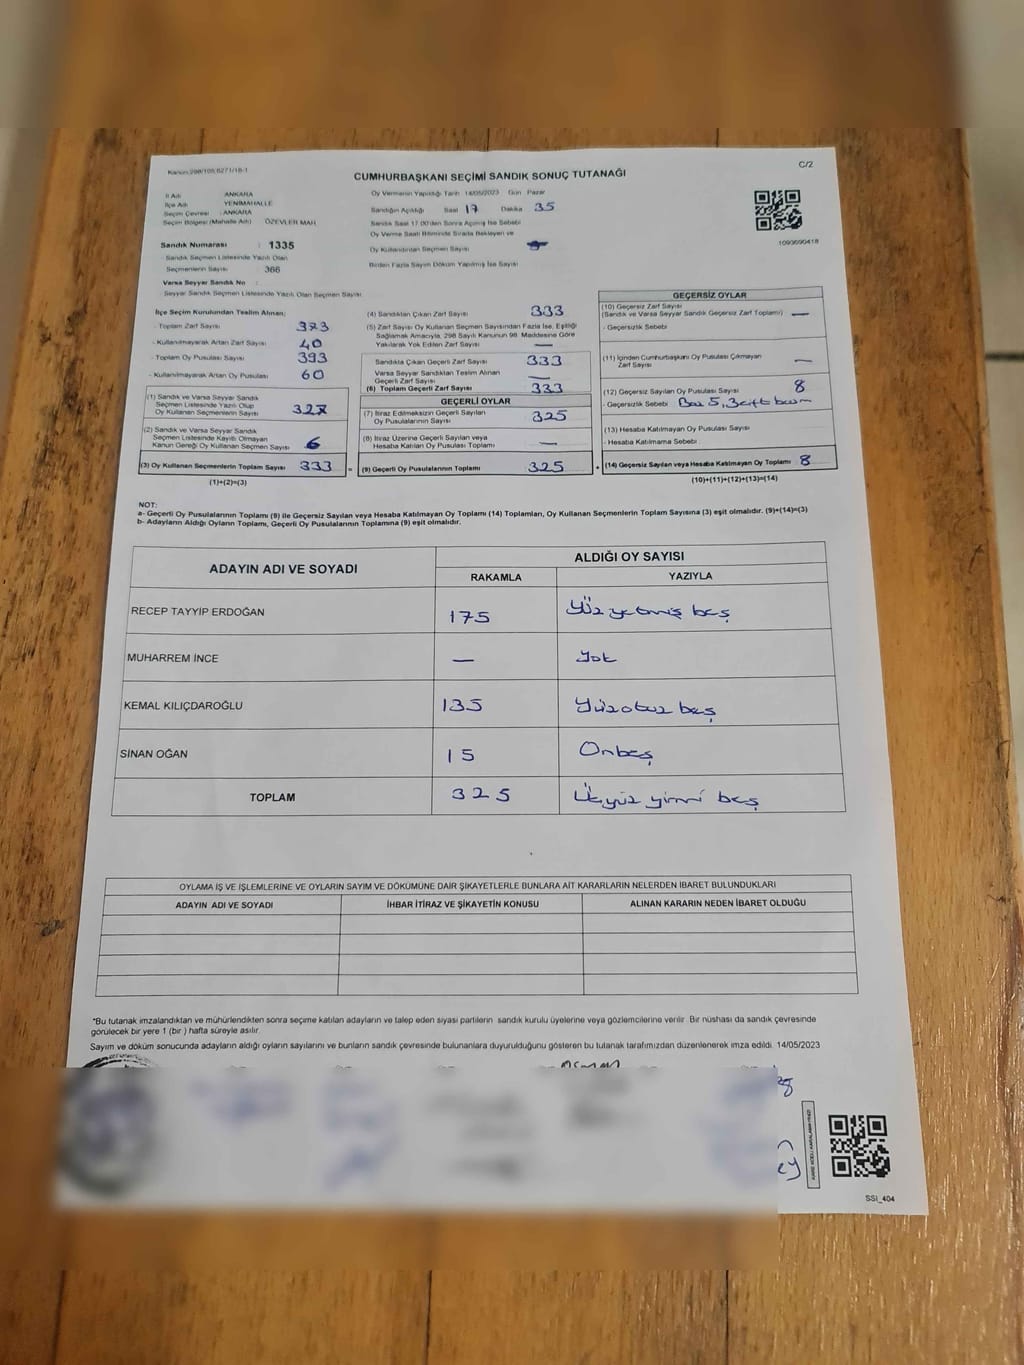 Kanun:298/105,6271/18-1
C/2
CUMHURBAŞKANI SEÇİMİ SANDIK SONUÇ TUTANAĞI
İl Adı : ANKARA
İlçe Adı : YENİMAHALLE
Seçim Çevresi : ANKARA
Seçim Bölgesi (Mahalle Adı) ÖZEVLER MAH.
Sandık Numarası : 1335
Sandık Seçmen Listesinde Yazılı Olan
Seçmenlerin Sayısı 366
Varsa Seyyar Sandık No :
Seyyar Sandık Seçmen Listesinde Yazılı Olan Seçmen Sayısı
Oy Vermenin Yapıldığı Tarih 14/05/2023 Gün Pazar
Sandığın Açıldığı Saat 17 Dakika 35
Sandık Saat 17.00'den Sonra Açılmış İse Sebebi
Oy Verme Saati Bitiminde Sırada Bekleyen ve
Oy Kullandırılan Seçmen Sayısı
Birden Fazla Sayım Döküm Yapılmış İse Sayısı
1093090418
İlçe Seçim Kurulundan Teslim Alınan;
- Toplam Zarf Sayısı 373
- Kullanılmayarak Artan Zarf Sayısı 40
- Toplam Oy Pusulası Sayısı 393
- Kullanılmayarak Artan Oy Pusulası 60
(1) Sandık ve Varsa Seyyar Sandık
Seçmen Listesinde Yazılı Olup
Oy Kullanan Seçmenlerin Sayısı 327
(2) Sandık ve Varsa Seyyar Sandık
Seçmen Listesinde Kayıtlı Olmayan
Kanun Gereği Oy Kullanan Seçmen Sayısı 6
(3) Oy Kullanan Seçmenlerin Toplam Sayısı 333 =
(1)+(2)=(3)
(4) Sandıktan Çıkan Zarf Sayısı 333
(5) Zarf Sayısı Oy Kullanan Seçmen Sayısından Fazla İse, Eşitliği
Sağlamak Amacıyla, 298 Sayılı Kanunun 98. Maddesine Göre
Yakılarak Yok Edilen Zarf Sayısı —
Sandıkta Çıkan Geçerli Zarf Sayısı 333
Varsa Seyyar Sandıktan Teslim Alınan
Geçerli Zarf Sayısı —
(6) Toplam Geçerli Zarf Sayısı 333
GEÇERLİ OYLAR
(7) İtiraz Edilmeksizin Geçerli Sayılan
Oy Pusulalarının Sayısı 325
(8) İtiraz Üzerine Geçerli Sayılan veya
Hesaba Katılan Oy Pusulası Toplamı —
(9) Geçerli Oy Pusulalarının Toplamı 325 +
GEÇERSİZ OYLAR
(10) Geçersiz Zarf Sayısı
(Sandık ve Varsa Seyyar Sandık Geçersiz Zarf Toplamı) —
- Geçersizlik Sebebi
(11) İçinden Cumhurbaşkanı Oy Pusulası Çıkmayan
Zarf Sayısı —
(12) Geçersiz Sayılan Oy Pusulası Sayısı 8
- Geçersizlik Sebebi 5, 3
(13) Hesaba Katılmayan Oy Pusulası Sayısı
- Hesaba Katılmama Sebebi
(14) Geçersiz Sayılan veya Hesaba Katılmayan Oy Toplamı 8
(10)+(11)+(12)+(13)=(14)
NOT:
a- Geçerli Oy Pusulalarının Toplamı (9) ile Geçersiz Sayılan veya Hesaba Katılmayan Oy Toplamı (14) Toplamları, Oy Kullanan Seçmenlerin Toplam Sayısına (3) eşit olmalıdır. (9)+(14)=(3)
b- Adayların Aldığı Oyların Toplamı, Geçerli Oy Pusulalarının Toplamına (9) eşit olmalıdır.
ADAYIN ADI VE SOYADI ALDIĞI OY SAYISI
RAKAMLA YAZIYLA
RECEP TAYYİP ERDOĞAN 175 Yüz yetmiş beş
MUHARREM İNCE — Yok
KEMAL KILIÇDAROĞLU 135 Yüz otuz beş
SİNAN OĞAN 15 Onbeş
TOPLAM 325 Üçyüz yirmi beş
OYLAMA İŞ VE İŞLEMLERİNE VE OYLARIN SAYIM VE DÖKÜMÜNE DAİR ŞİKAYETLERLE BUNLARA AİT KARARLARIN NELERDEN İBARET BULUNDUKLARI
ADAYIN ADI VE SOYADI İHBAR İTİRAZ VE ŞİKAYETİN KONUSU ALINAN KARARIN NEDEN İBARET OLDUĞU
*Bu tutanak imzalandıktan ve mühürlendikten sonra seçime katılan adayların ve talep eden siyasi partilerin sandık kurulu üyelerine veya gözlemcilerine verilir. Bir nüshası da sandık çevresinde
görülecek bir yere 1 (bir) hafta süreyle asılır.
Sayım ve döküm sonucunda adayların aldığı oyların sayılarını ve bunların sandık çevresinde bulunanlara duyurulduğunu gösteren bu tutanak tarafımızdan düzenlenerek imza edildi. 14/05/2023
SSI_404